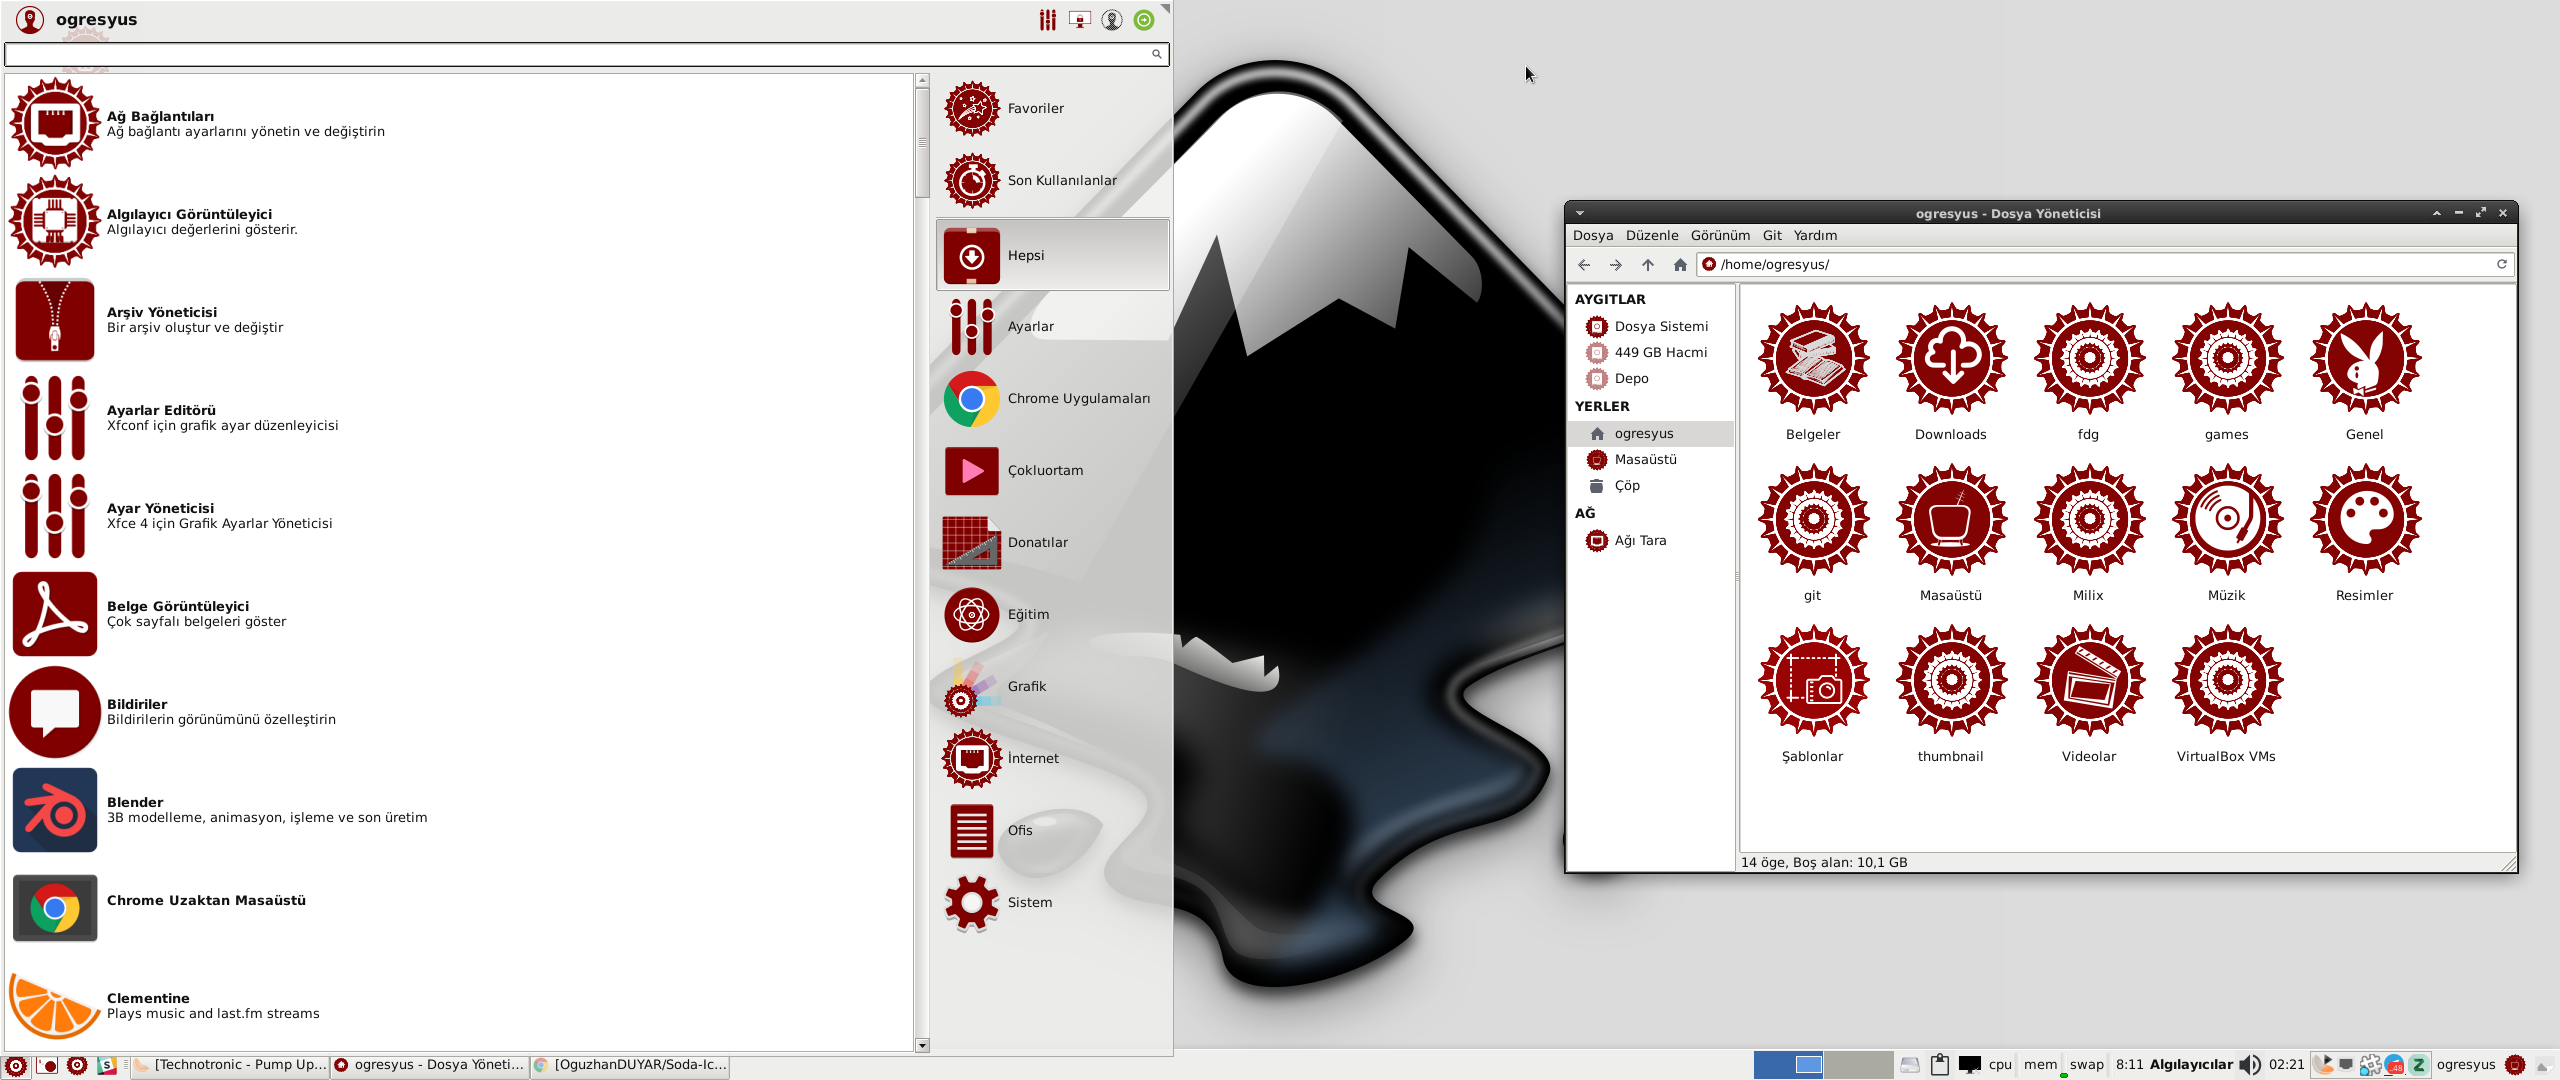 ogresyus
Ağ Bağlantıları
Ağ bağlantı ayarlarını yönetin ve değiştirin
Algılayıcı Görüntüleyici
Algılayıcı değerlerini gösterir.
Arşiv Yöneticisi
Bir arşiv oluştur ve değiştir
Ayarlar Editörü
Xfconf için grafik ayar düzenleyicisi
Ayar Yöneticisi
Xfce 4 için Grafik Ayarlar Yöneticisi
Belge Görüntüleyici
Çok sayfalı belgeleri göster
Bildiriler
Bildirilerin görünümünü özelleştirin
Blender
3B modelleme, animasyon, işleme ve son üretim
Chrome Uzaktan Masaüstü
Clementine
Plays music and last.fm streams
Favoriler
Son Kullanılanlar
Hepsi
Ayarlar
Chrome Uygulamaları
Çokluortam
Donatılar
Eğitim
Grafik
İnternet
Ofis
Sistem
ogresyus - Dosya Yöneticisi
Dosya Düzenle Görünüm Git Yardım
/home/ogresyus/
AYGITLAR
Dosya Sistemi
449 GB Hacmi
Depo
YERLER
ogresyus
Masaüstü
Çöp
AĞ
Ağı Tara
Belgeler Downloads fdg games Genel
git Masaüstü Milix Müzik Resimler
Şablonlar thumbnail Videolar VirtualBox VMs
14 öge, Boş alan: 10,1 GB
[Technotronic - Pump Up... ogresyus - Dosya Yöneti... [OguzhanDUYAR/Soda-Ic... cpu mem swap 8:11 Algılayıcılar 02:21 48 ogresyus